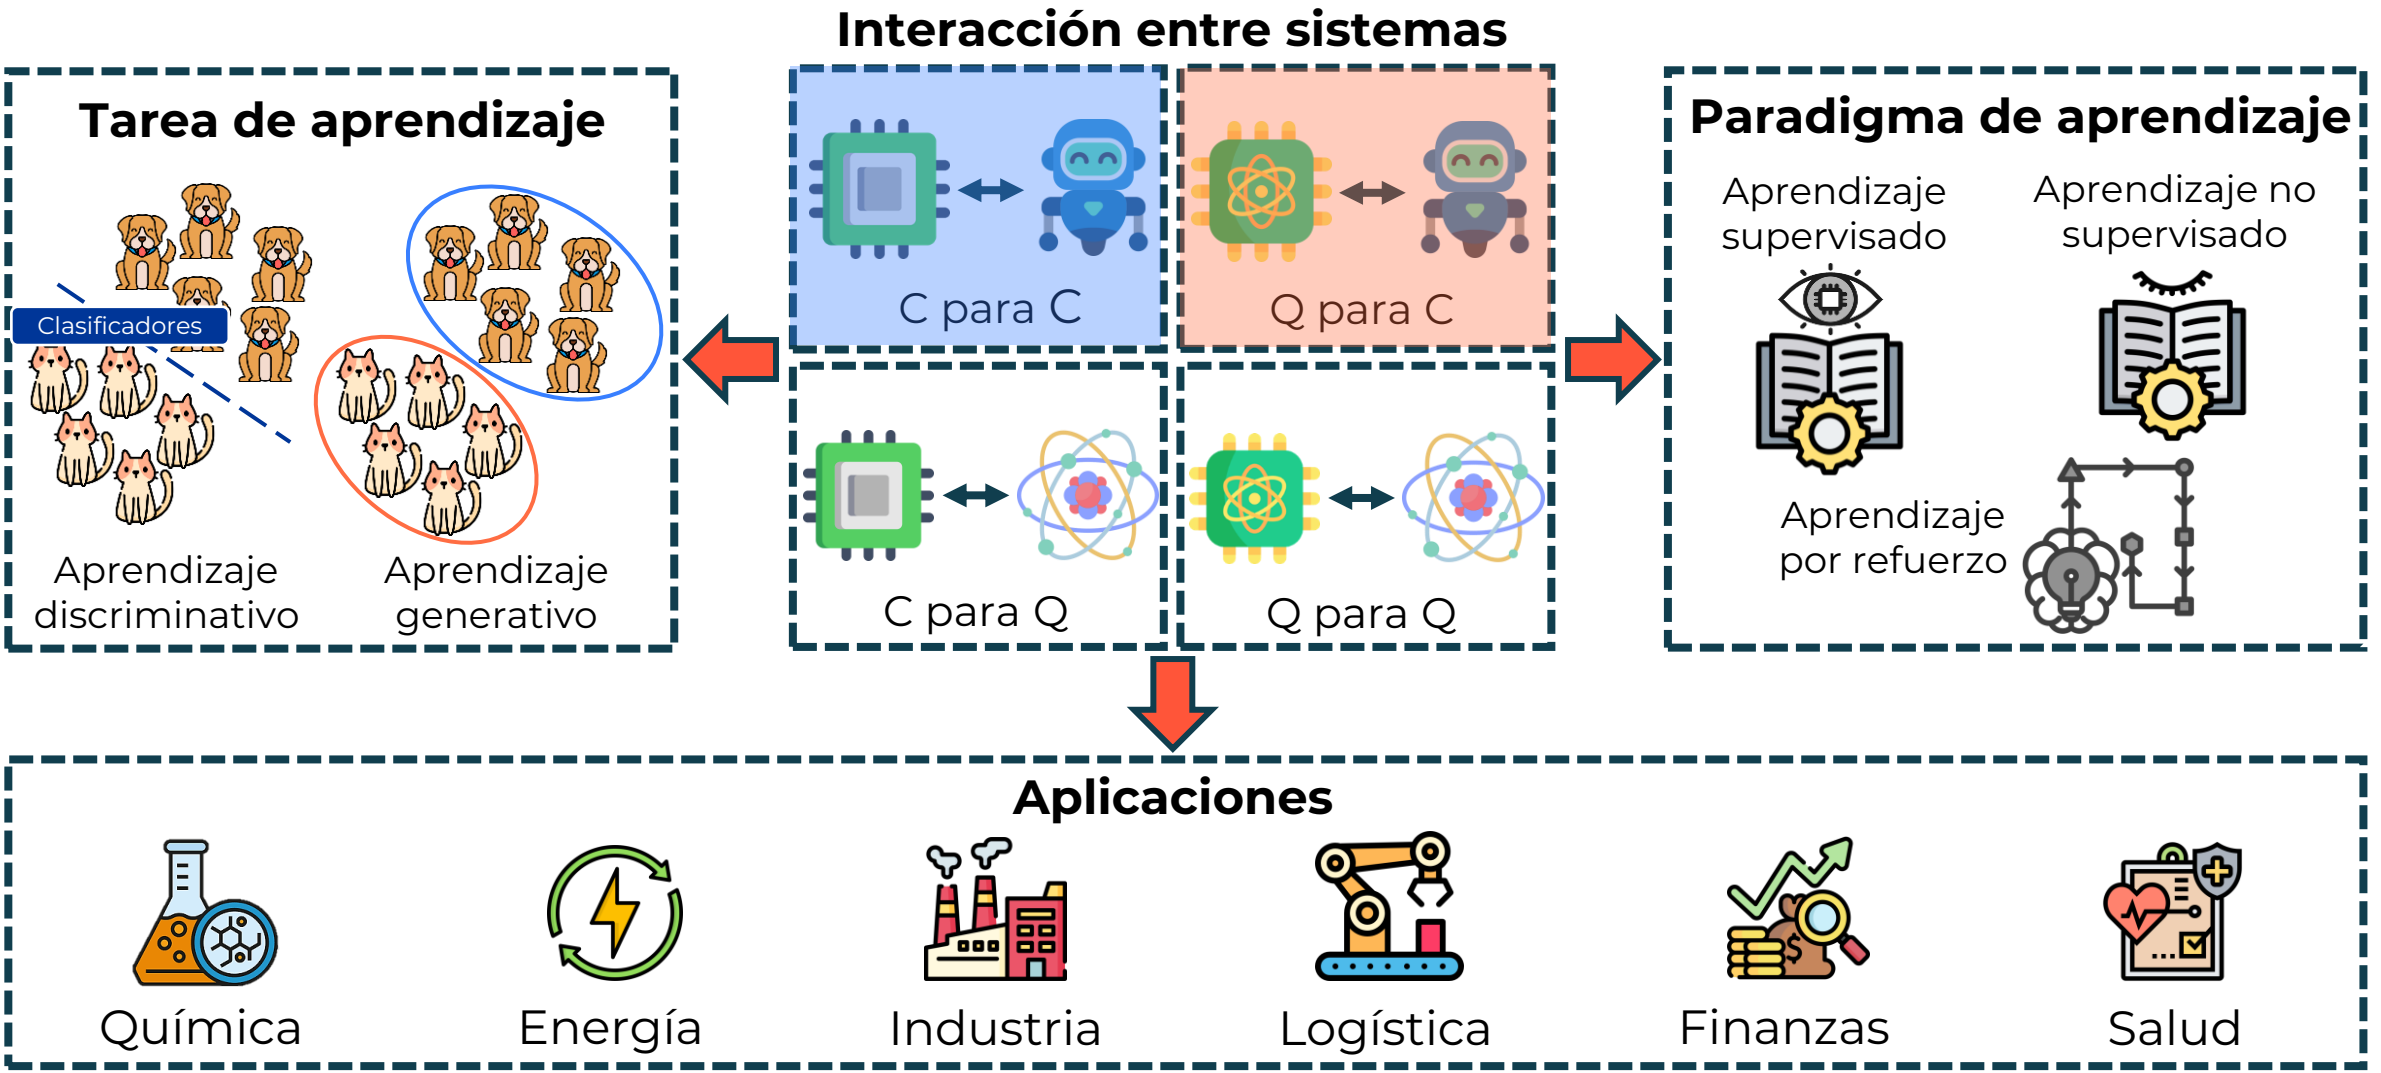 Interacción entre sistemas
Tarea de aprendizaje
Clasificadores
Aprendizaje
discriminativo
Aprendizaje
generativo
C para C
Q para C
C para Q
Q para Q
Paradigma de aprendizaje
Aprendizaje
supervisado
Aprendizaje no
supervisado
Aprendizaje
por refuerzo
Aplicaciones
Química
Energía
Industria
Logística
$
Finanzas
Salud